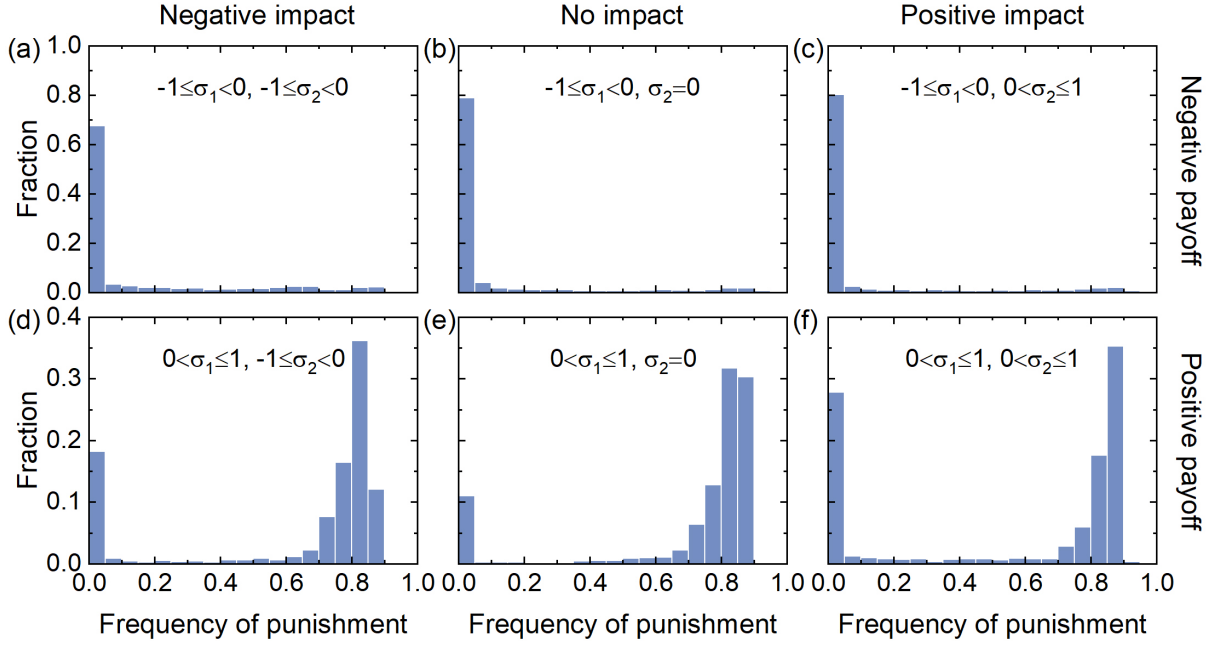 Negative impact
No impact
Positive impact
(a)
(b)
(c)
-1≤σ₁<0, -1≤σ₂<0
-1≤σ₁<0, σ₂=0
-1≤σ₁<0, 0<σ₂≤1
1.0
0.8
0.6
0.4
0.2
0.0
Fraction
Negative payoff
(d)
(e)
(f)
0<σ₁≤1, -1≤σ₂<0
0<σ₁≤1, σ₂=0
0<σ₁≤1, 0<σ₂≤1
0.4
0.3
0.2
0.1
0.0
Fraction
Positive payoff
0.0 0.2 0.4 0.6 0.8 1.0
0.0 0.2 0.4 0.6 0.8 1.0
0.0 0.2 0.4 0.6 0.8 1.0
Frequency of punishment
Frequency of punishment
Frequency of punishment